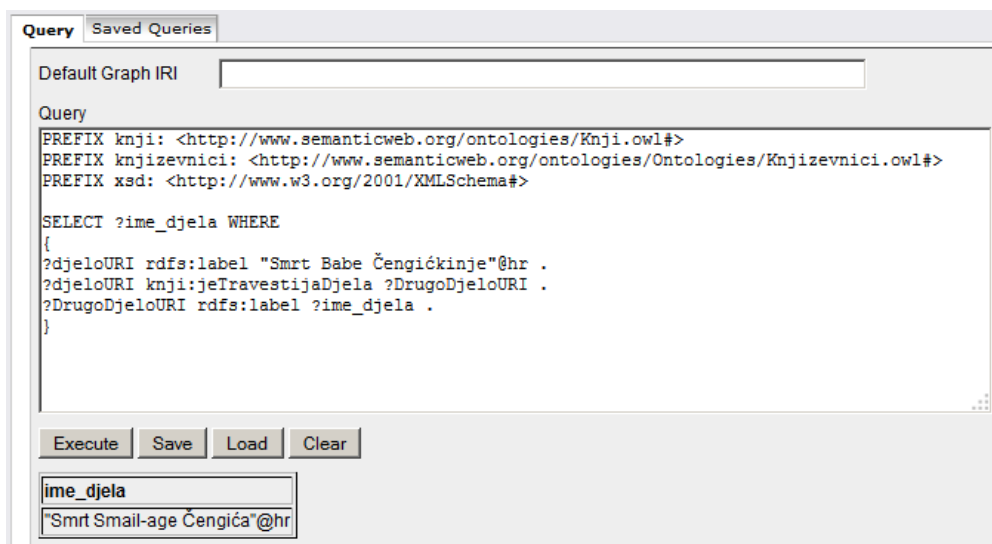 Query Saved Queries
Default Graph IRI
Query
PREFIX knji: <http://www.semanticweb.org/ontologies/Knji.owl#>
PREFIX knjizevnici: <http://www.semanticweb.org/ontologies/Ontologies/Knjizevnici.owl#>
PREFIX xsd: <http://www.w3.org/2001/XMLSchema#>
SELECT ?ime_djela WHERE
{
?djeloURI rdfs:label "Smrt Babe Čengićkinje"@hr .
?djeloURI knji:jeTravestijaDjela ?DrugoDjeloURI .
?DrugoDjeloURI rdfs:label ?ime_djela .
}
Execute Save Load Clear
ime_djela
"Smrt Smail-age Čengića"@hr